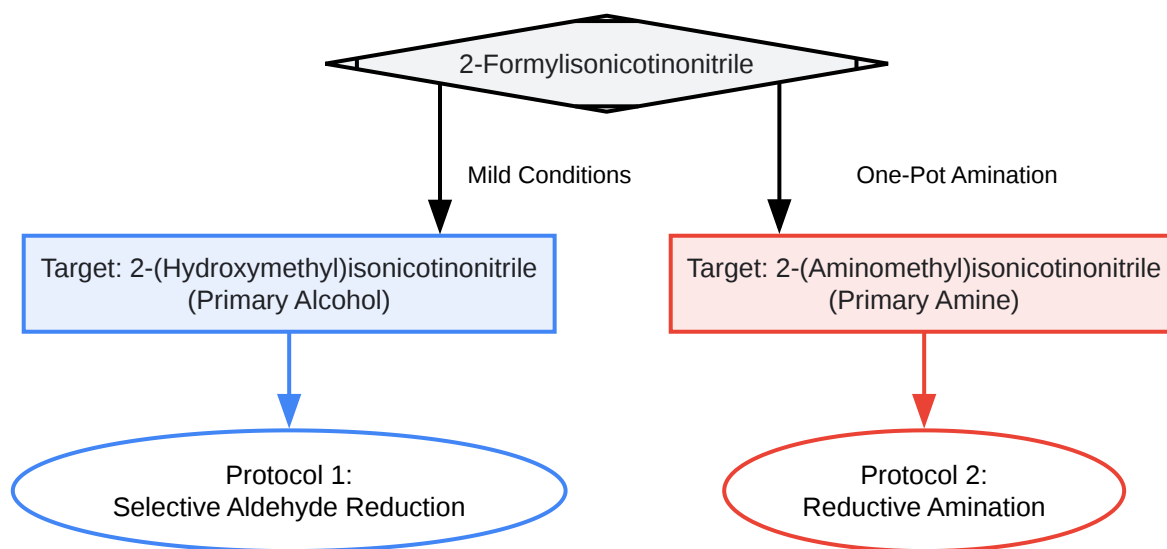 2-Formylisonicotinonitrile
Mild Conditions
One-Pot Amination
Target: 2-(Hydroxymethyl)isonicotinonitrile
(Primary Alcohol)
Target: 2-(Aminomethyl)isonicotinonitrile
(Primary Amine)
Protocol 1:
Selective Aldehyde Reduction
Protocol 2:
Reductive Amination